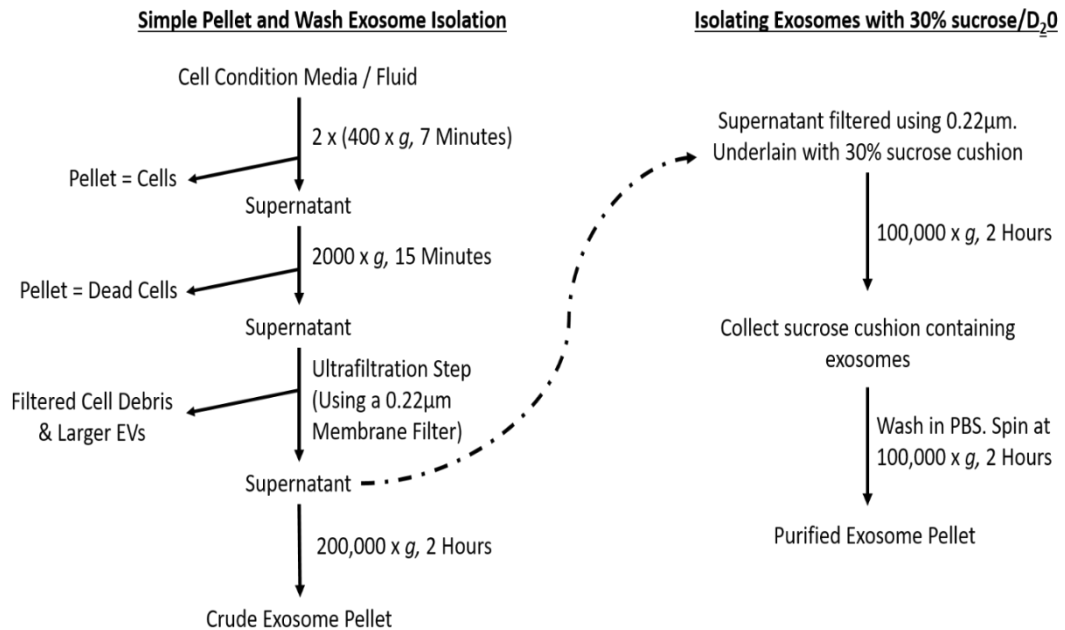 Simple Pellet and Wash Exosome Isolation
Cell Condition Media / Fluid
2 x (400 x g, 7 Minutes)
Pellet = Cells
Supernatant
2000 x g, 15 Minutes
Pellet = Dead Cells
Supernatant
Ultrafiltration Step
(Using a 0.22µm
Membrane Filter)
Filtered Cell Debris
& Larger EVs
Supernatant
200,000 x g, 2 Hours
Crude Exosome Pellet
Isolating Exosomes with 30% sucrose/D₂0
Supernatant filtered using 0.22µm.
Underlain with 30% sucrose cushion
100,000 x g, 2 Hours
Collect sucrose cushion containing
exosomes
Wash in PBS. Spin at
100,000 x g, 2 Hours
Purified Exosome Pellet